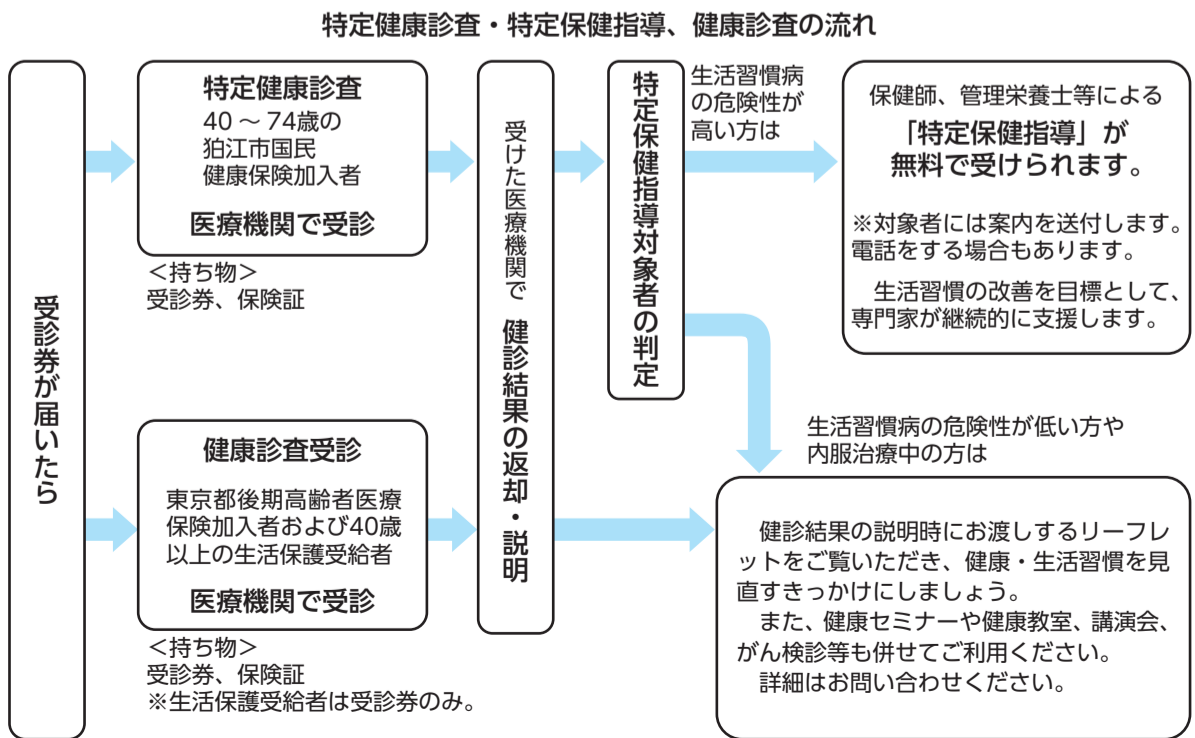 特定健康診査・特定保健指導、健康診査の流れ
受診券が届いたら
特定健康診査
40～74歳の
狛江市国民
健康保険加入者
医療機関で受診
＜持ち物＞
受診券、保険証
健康診査受診
東京都後期高齢者医療
保険加入者および40歳
以上の生活保護受給者
医療機関で受診
＜持ち物＞
受診券、保険証
※生活保護受給者は受診券のみ。
受けた医療機関で 健診結果の返却・説明
特定保健指導対象者の判定
生活習慣病
の危険性が
高い方は
保健師、管理栄養士等による
「特定保健指導」が
無料で受けられます。
※対象者には案内を送付します。
電話をする場合もあります。
　生活習慣の改善を目標として、
専門家が継続的に支援します。
生活習慣病の危険性が低い方や
内服治療中の方は
　健診結果の説明時にお渡しするリーフレ
ットをご覧いただき、健康・生活習慣を見
直すきっかけにしましょう。
　また、健康セミナーや健康教室、講演会、
がん検診等も併せてご利用ください。
　詳細はお問い合わせください。